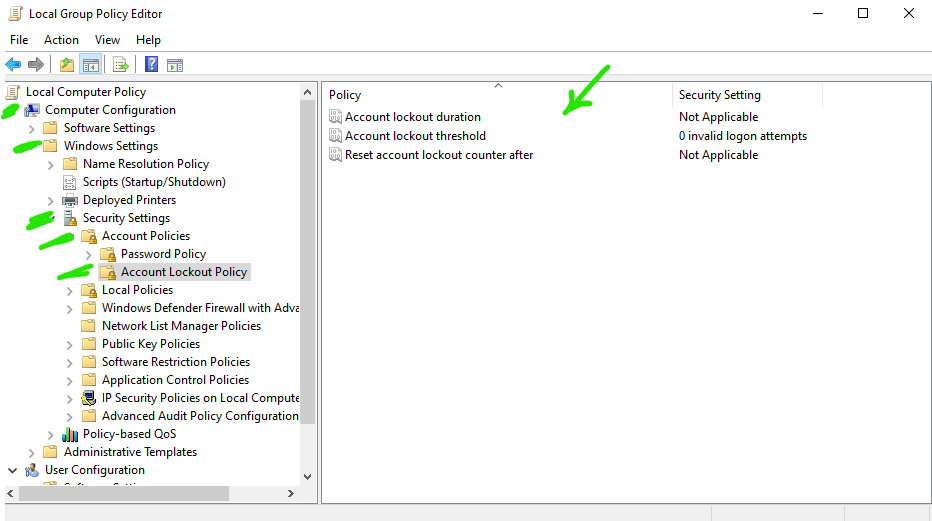 Local Group Policy Editor
File Action View Help
Local Computer Policy
Computer Configuration
Software Settings
Windows Settings
Name Resolution Policy
Scripts (Startup/Shutdown)
Deployed Printers
Security Settings
Account Policies
Password Policy
Account Lockout Policy
Local Policies
Windows Defender Firewall with Adva
Network List Manager Policies
Public Key Policies
Software Restriction Policies
Application Control Policies
IP Security Policies on Local Compute
Advanced Audit Policy Configuration
Policy-based QoS
Administrative Templates
User Configuration
Policy Security Setting
Account lockout duration Not Applicable
Account lockout threshold 0 invalid logon attempts
Reset account lockout counter after Not Applicable